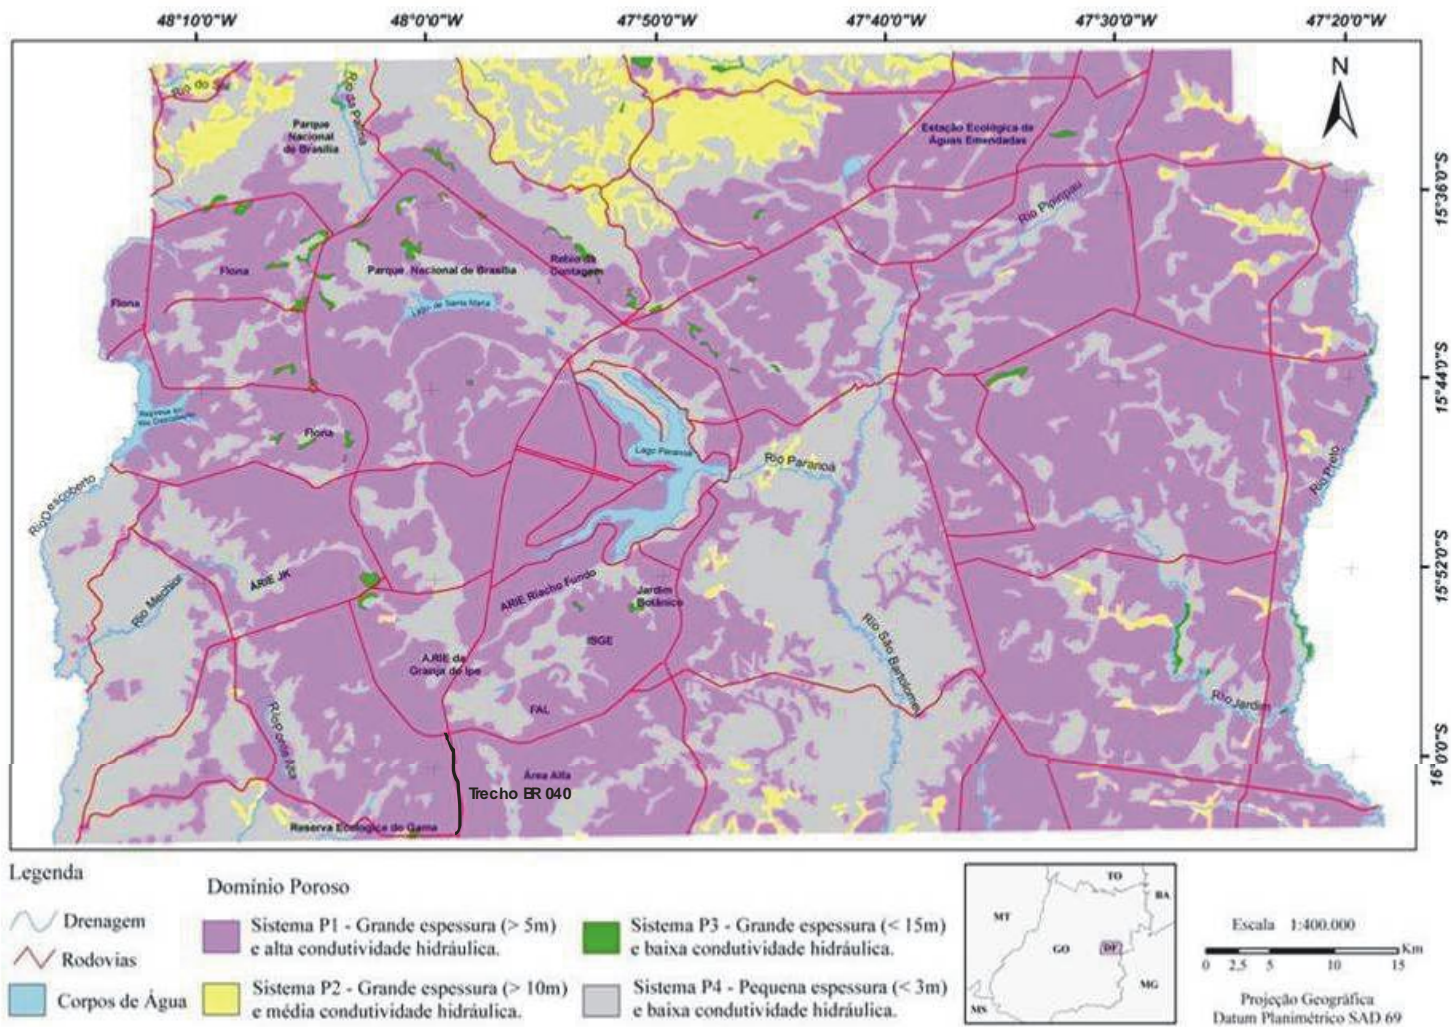 48°10'0"W 48°00'0"W 47°50'0"W 47°40'0"W 47°30'0"W 47°20'0"W
N
15°36'0"S
15°44'0"S
15°52'0"S
16°0'0"S
Rio do Sal
Rio da Palma
Parque
Nacional
de Brasília
Estação Ecológica de
Águas Emendadas
Rio Pipiripau
Flona
Parque Nacional de Brasília
Rebio da
Contagem
Flona
Lago de Santa Maria
Flona
Lago Paranoá
Rio Paranoá
Rio Preto
Rio Descoberto
ÁRIE JK
Rio Mechior
ARIE Riacho Fundo
Jardim
Botânico
IBGE
Rio São Bartolomeu
ARIE da
Granja do Ipe
FAL
Rio Jardim
Área Alfa
Trecho BR 040
Reserva Ecológica do Gama
Legenda
Drenagem
Rodovias
Corpos de Água
Domínio Poroso
Sistema P1 - Grande espessura (> 5m)
e alta condutividade hidráulica.
Sistema P2 - Grande espessura (> 10m)
e média condutividade hidráulica.
Sistema P3 - Grande espessura (< 15m)
e baixa condutividade hidráulica.
Sistema P4 - Pequena espessura (< 3m)
e baixa condutividade hidráulica.
TO
BA
MT
GO
DF
MG
MS
Escala 1:400.000
Km
0 2,5 5 10 15
Projeção Geográfica
Datum Planimétrico SAD 69